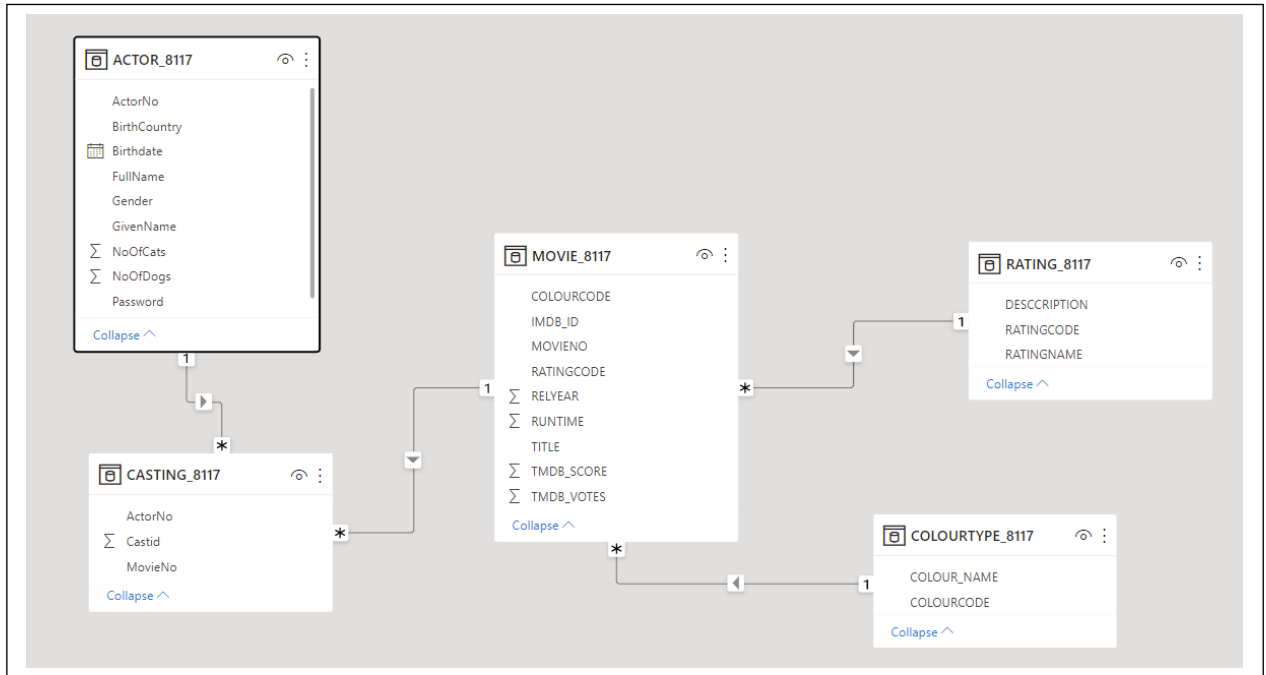 ACTOR_8117
ActorNo
BirthCountry
Birthdate
FullName
Gender
GivenName
NoOfCats
NoOfDogs
Password
Collapse
1
*
CASTING_8117
ActorNo
Castid
MovieNo
Collapse
*
1
MOVIE_8117
COLOURCODE
IMDB_ID
MOVIENO
RATINGCODE
RELYEAR
RUNTIME
TITLE
TMDB_SCORE
TMDB_VOTES
Collapse
*
1
RATING_8117
DESCCRIPTION
RATINGCODE
RATINGNAME
Collapse
*
1
COLOURTYPE_8117
COLOUR_NAME
COLOURCODE
Collapse